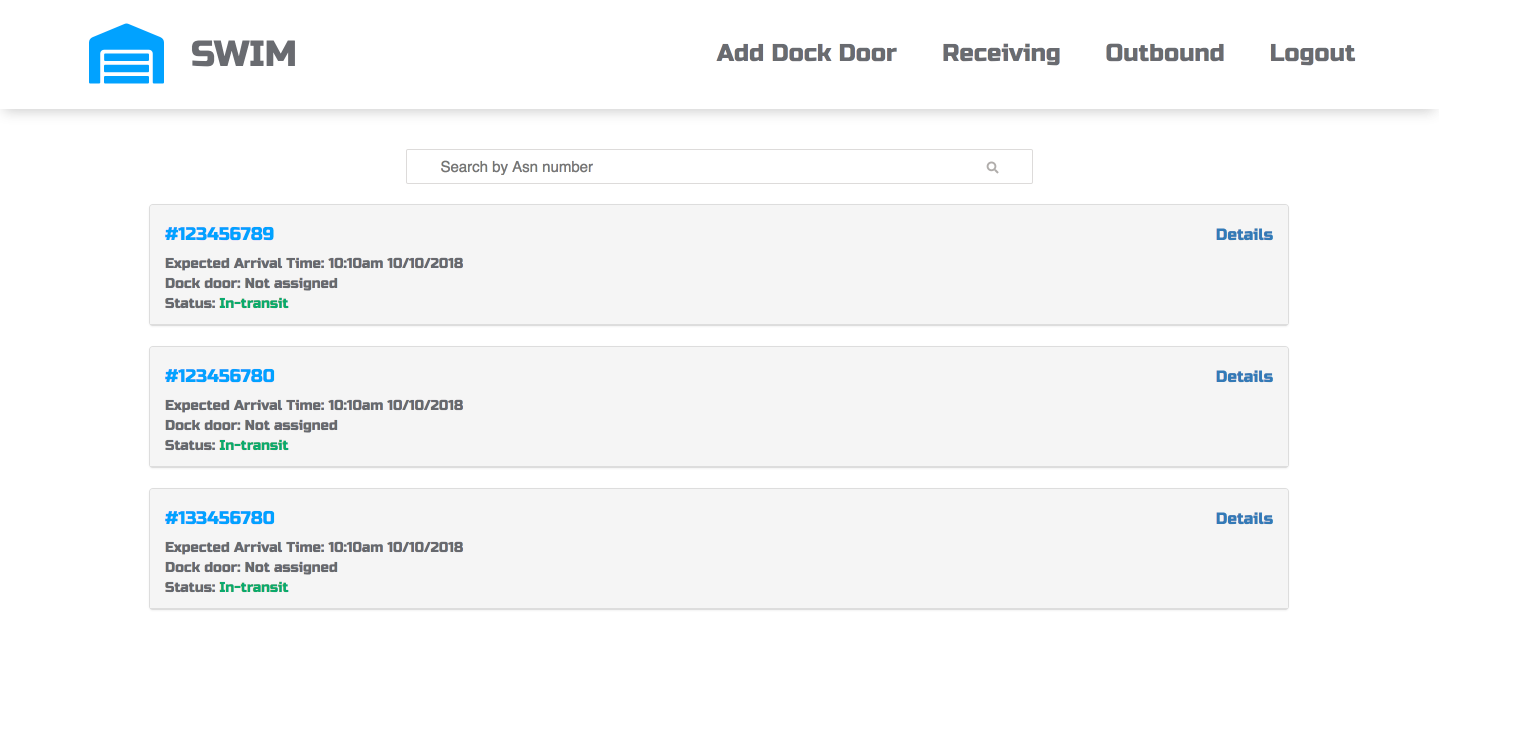 SWIM
Add Dock Door Receiving Outbound Logout
Search by Asn number
#123456789 Details
Expected Arrival Time: 10:10am 10/10/2018
Dock door: Not assigned
Status: In-transit
#123456780 Details
Expected Arrival Time: 10:10am 10/10/2018
Dock door: Not assigned
Status: In-transit
#133456780 Details
Expected Arrival Time: 10:10am 10/10/2018
Dock door: Not assigned
Status: In-transit